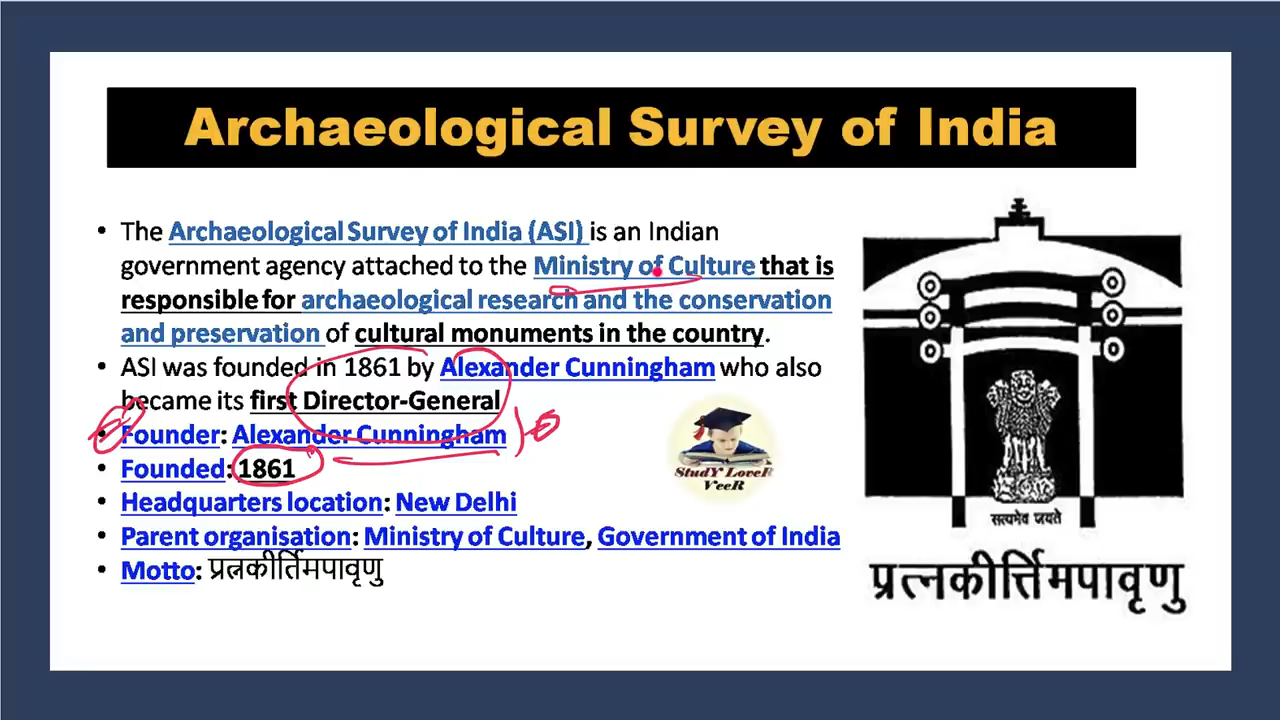 Archaeological Survey of India
• The Archaeological Survey of India (ASI) is an Indian
government agency attached to the Ministry of Culture that is
responsible for archaeological research and the conservation
and preservation of cultural monuments in the country.
• ASI was founded in 1861 by Alexander Cunningham who also
became its first Director-General
• Founder: Alexander Cunningham
• Founded: 1861
• Headquarters location: New Delhi
• Parent organisation: Ministry of Culture, Government of India
• Motto: प्रत्नकीर्तिमपावृणु
StudY LoveR
VeeR
सत्यमेव जयते
प्रत्नकीर्त्तिमपावृणु